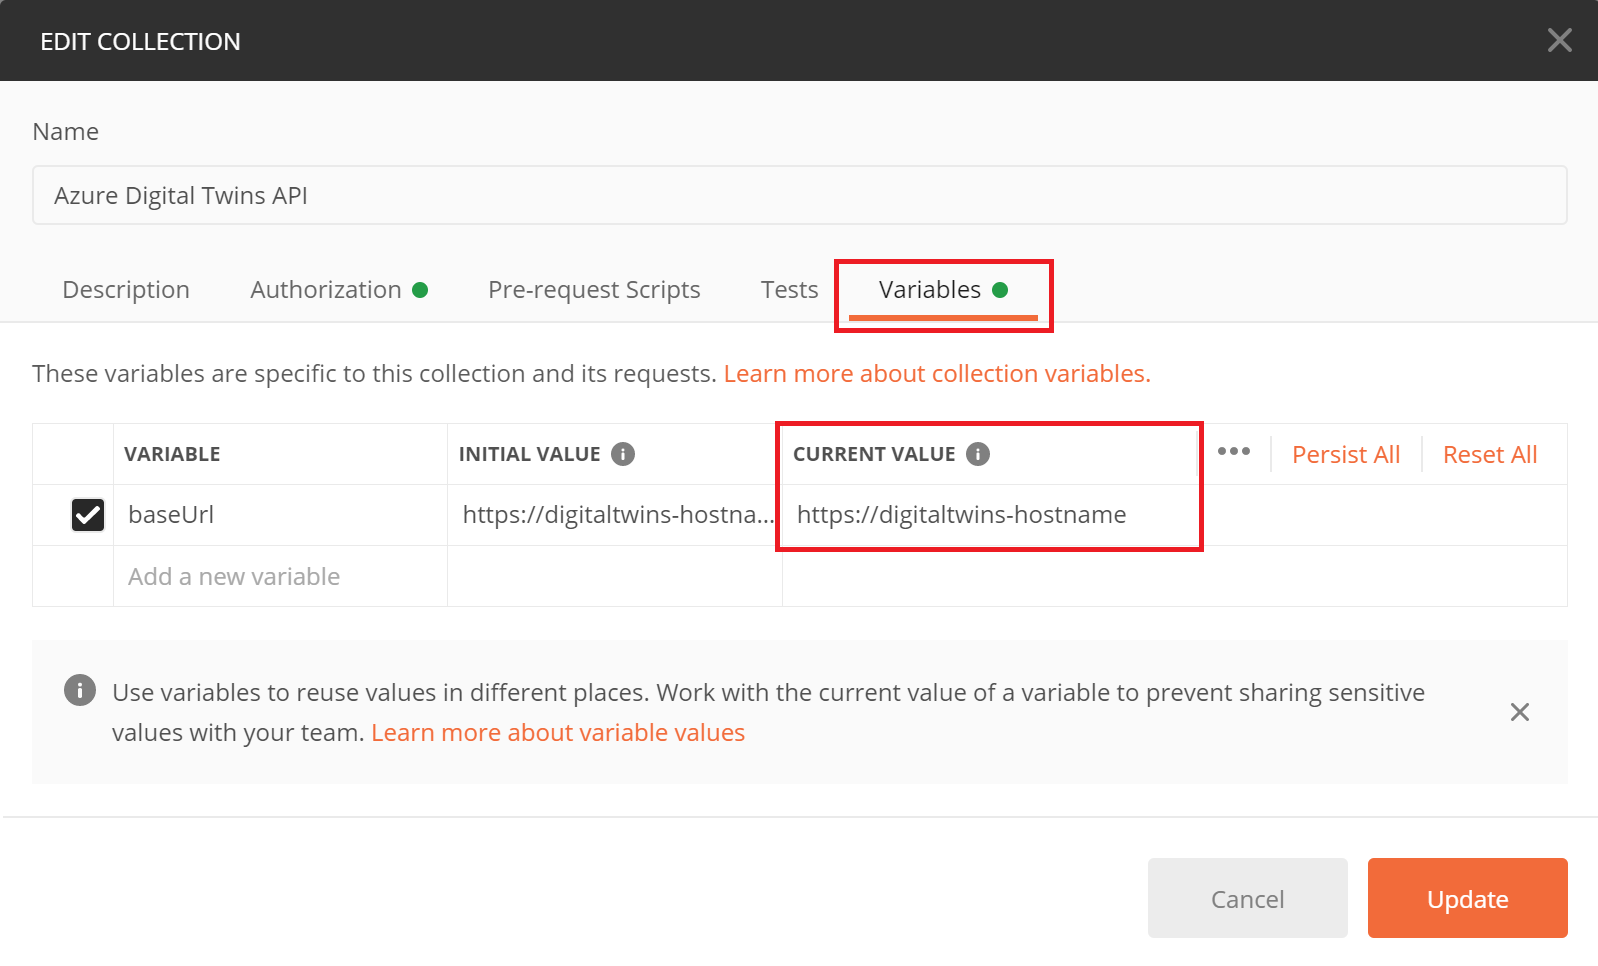 EDIT COLLECTION
Name
Azure Digital Twins API
Description Authorization Pre-request Scripts Tests Variables
These variables are specific to this collection and its requests. Learn more about collection variables.
VARIABLE INITIAL VALUE CURRENT VALUE Persist All Reset All
baseUrl https://digitaltwins-hostna... https://digitaltwins-hostname
Add a new variable
Use variables to reuse values in different places. Work with the current value of a variable to prevent sharing sensitive
values with your team. Learn more about variable values
Cancel Update